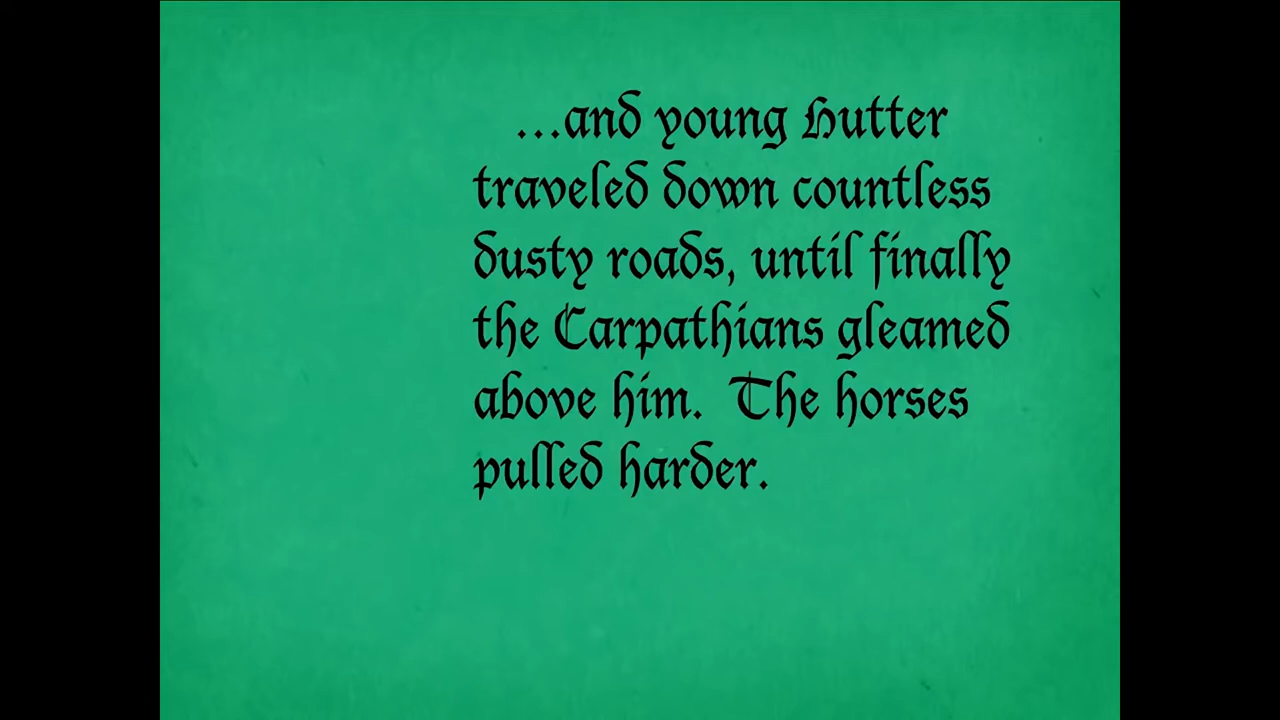 ...and young Hutter
traveled down countless
dusty roads, until finally
the Carpathians gleamed
above him.  The horses
pulled harder.